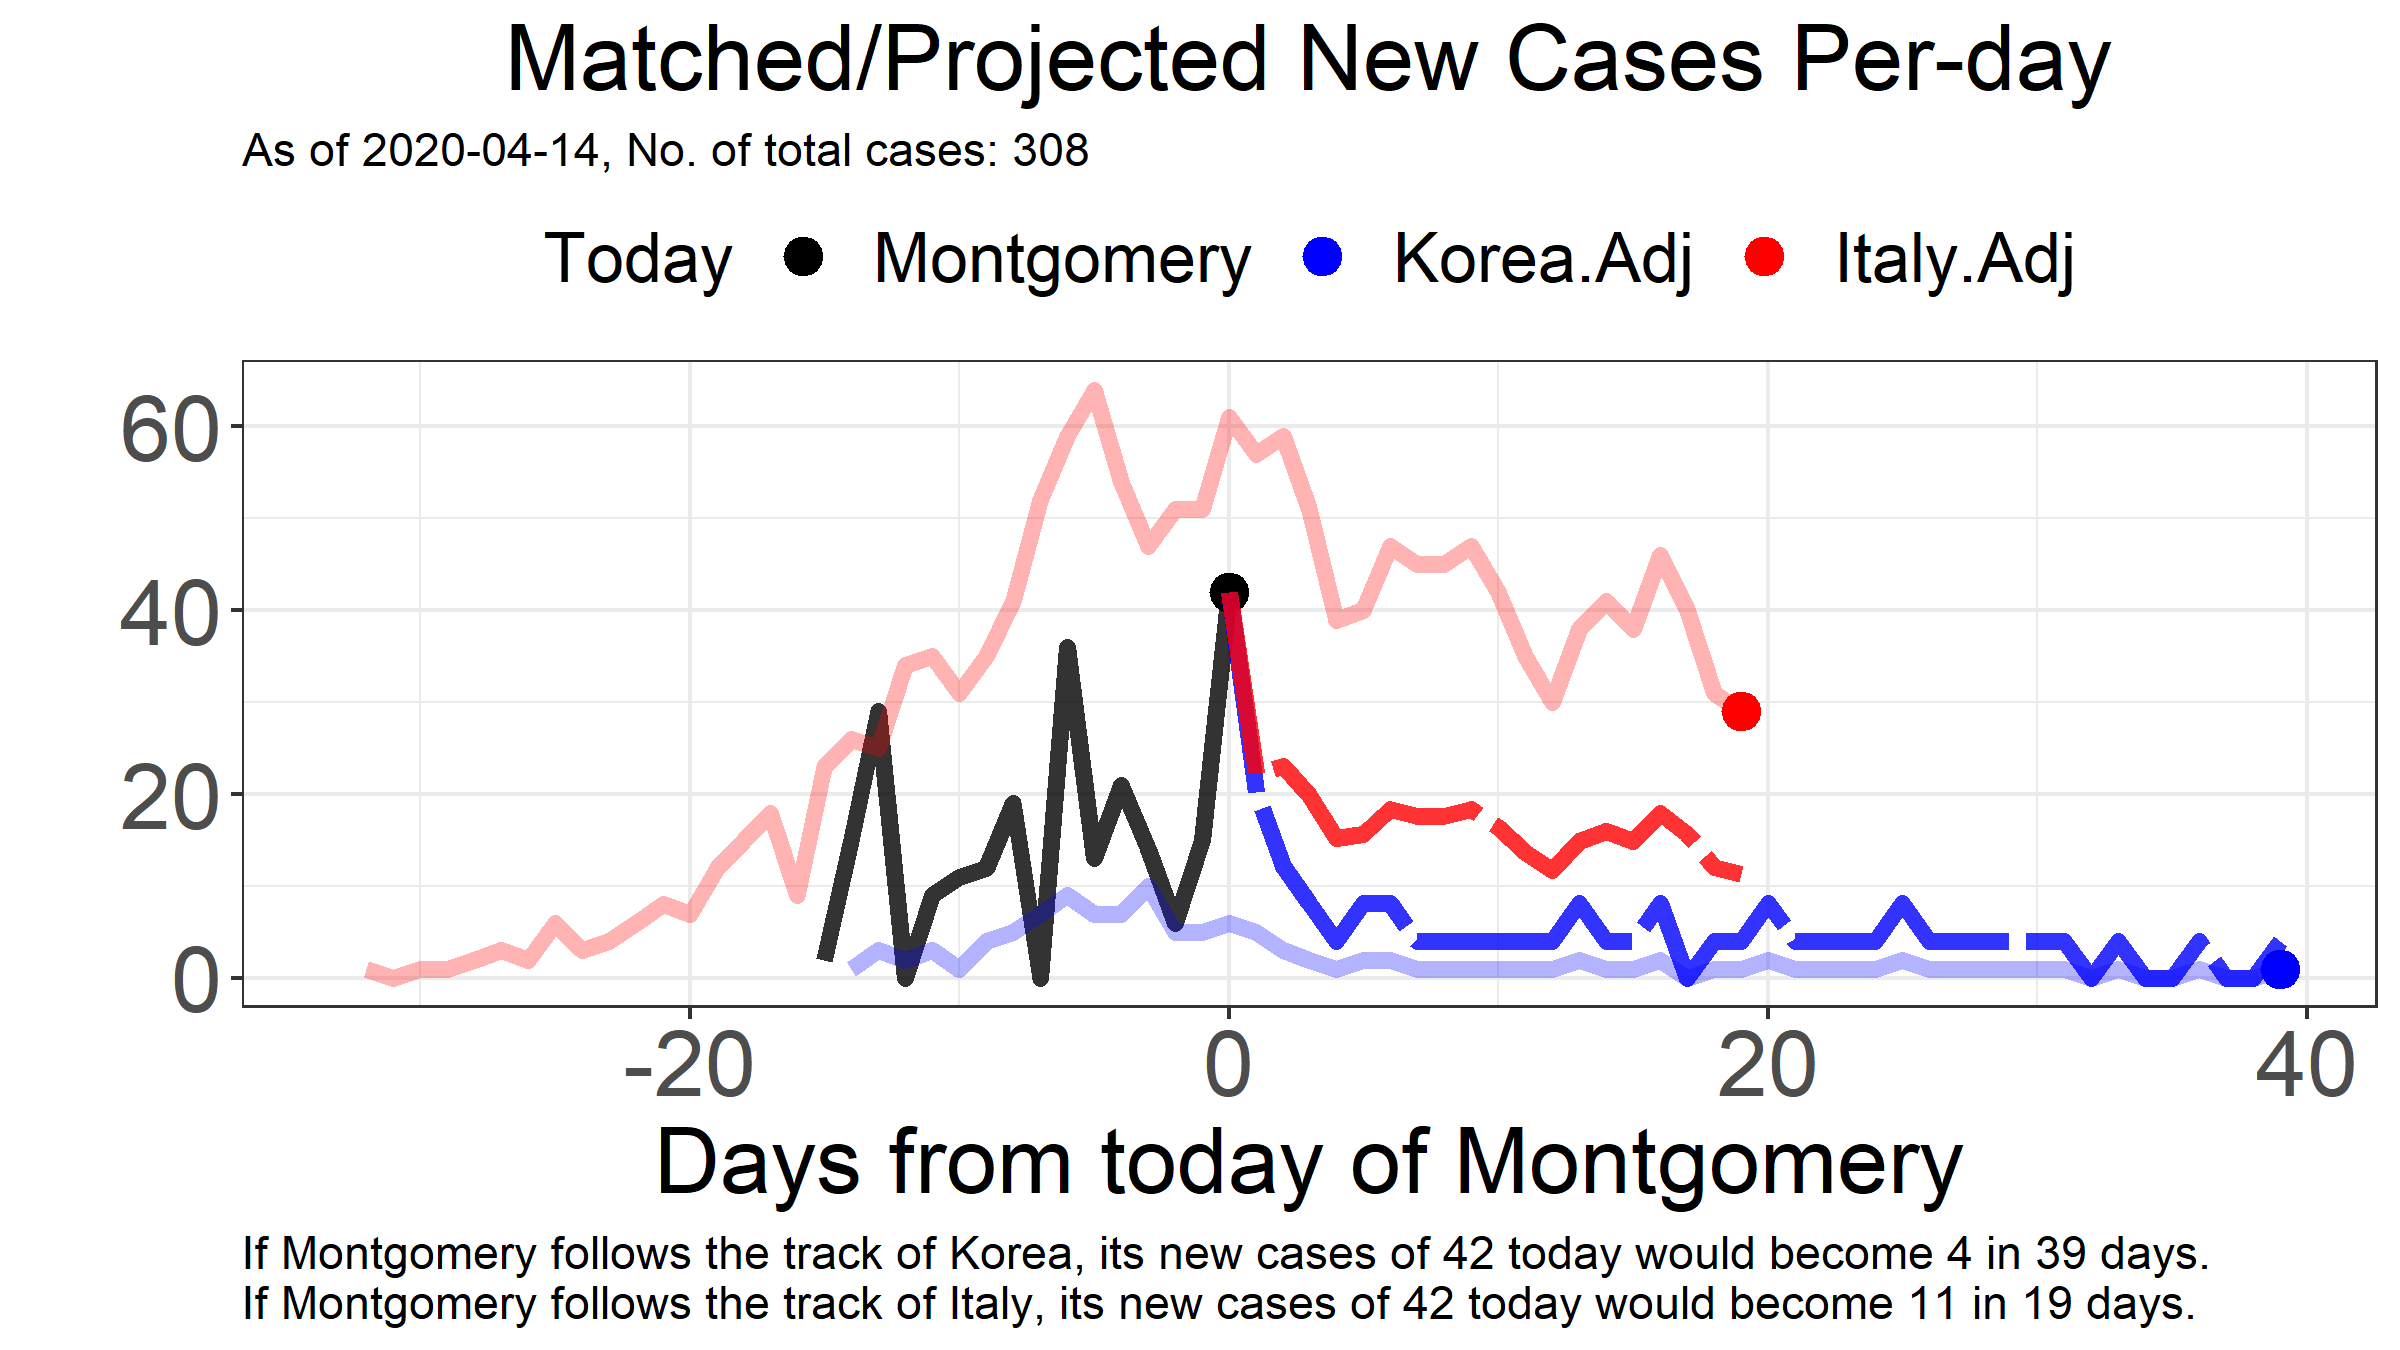 Matched/Projected New Cases Per-day
As of 2020-04-14, No. of total cases: 308
Today Montgomery Korea.Adj Italy.Adj
60
40
20
0
-20 0 20 40
Days from today of Montgomery
If Montgomery follows the track of Korea, its new cases of 42 today would become 4 in 39 days.
If Montgomery follows the track of Italy, its new cases of 42 today would become 11 in 19 days.